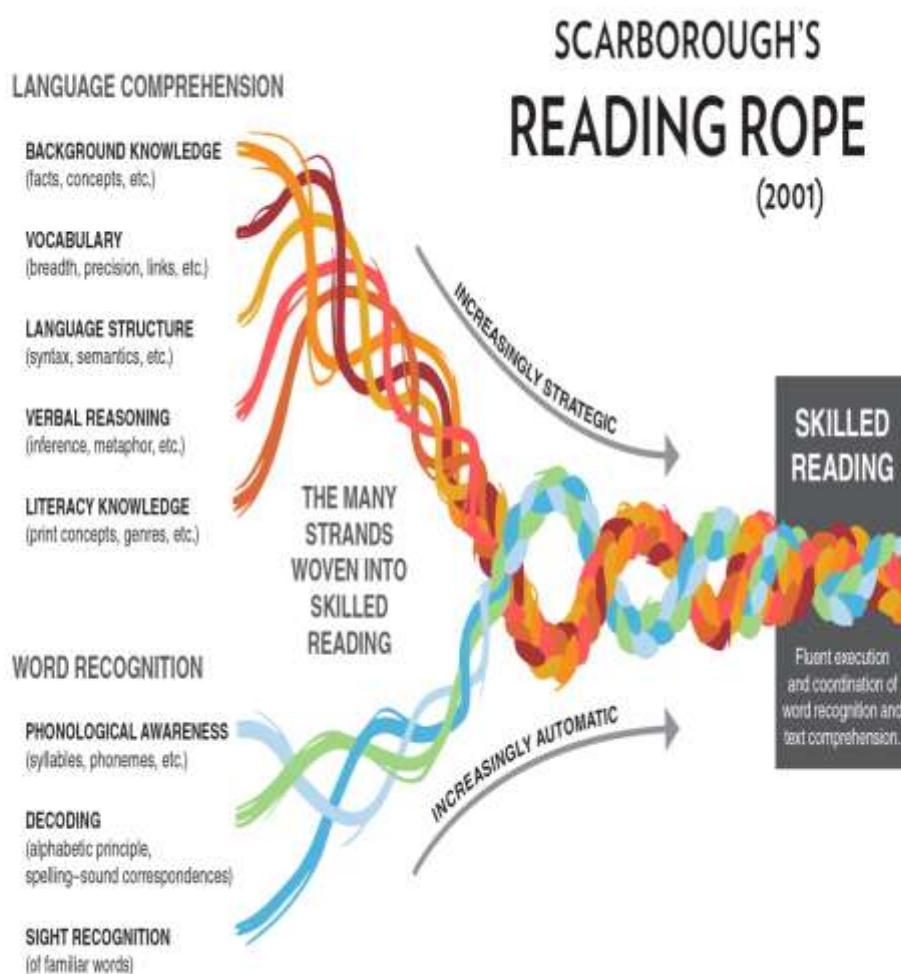 SCARBOROUGH'S
READING ROPE
(2001)
LANGUAGE COMPREHENSION
BACKGROUND KNOWLEDGE
(facts, concepts, etc.)
VOCABULARY
(breadth, precision, links, etc.)
LANGUAGE STRUCTURE
(syntax, semantics, etc.)
VERBAL REASONING
(inference, metaphor, etc.)
LITERACY KNOWLEDGE
(print concepts, genres, etc.)
THE MANY
STRANDS
WOVEN INTO
SKILLED
READING
WORD RECOGNITION
PHONOLOGICAL AWARENESS
(syllables, phonemes, etc.)
DECODING
(alphabetic principle,
spelling–sound correspondences)
SIGHT RECOGNITION
(of familiar words)
INCREASINGLY STRATEGIC
INCREASINGLY AUTOMATIC
SKILLED
READING
Fluent execution
and coordination of
word recognition and
text comprehension.